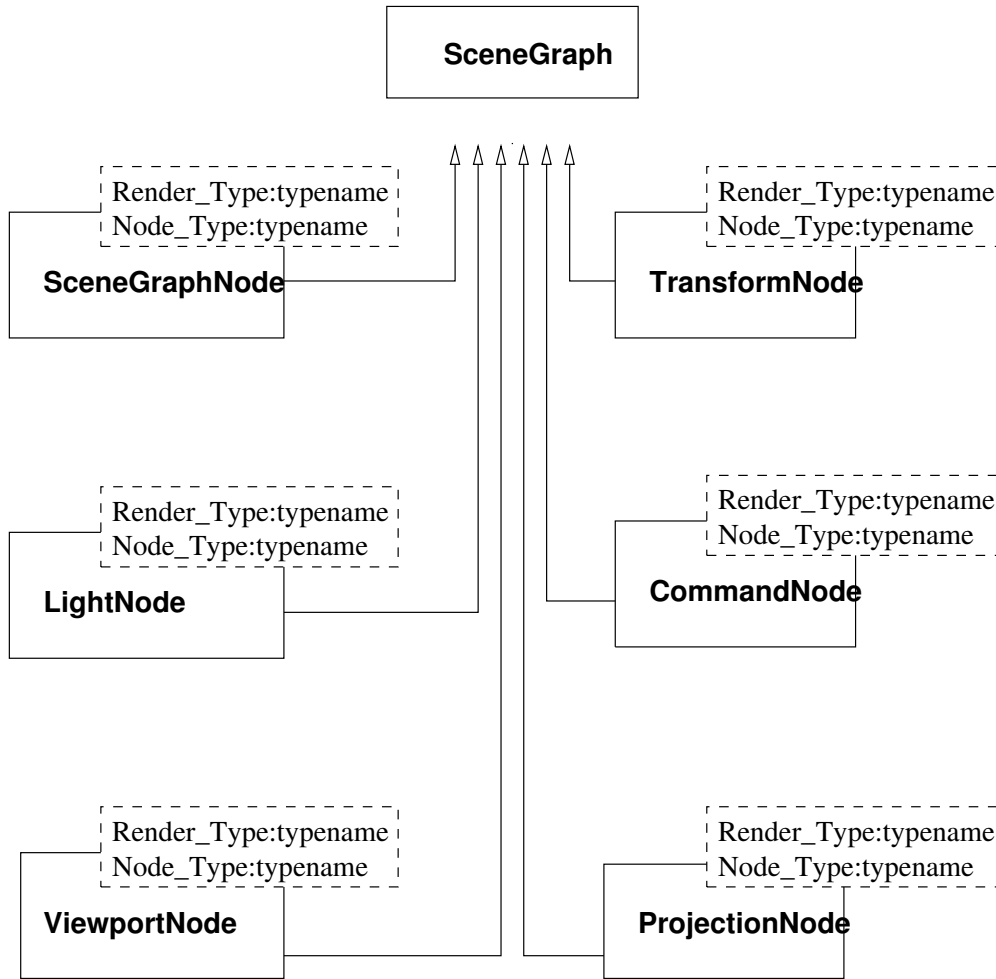 SceneGraph
Render_Type:typename
Node_Type:typename
SceneGraphNode
Render_Type:typename
Node_Type:typename
TransformNode
Render_Type:typename
Node_Type:typename
LightNode
Render_Type:typename
Node_Type:typename
CommandNode
Render_Type:typename
Node_Type:typename
ViewportNode
Render_Type:typename
Node_Type:typename
ProjectionNode